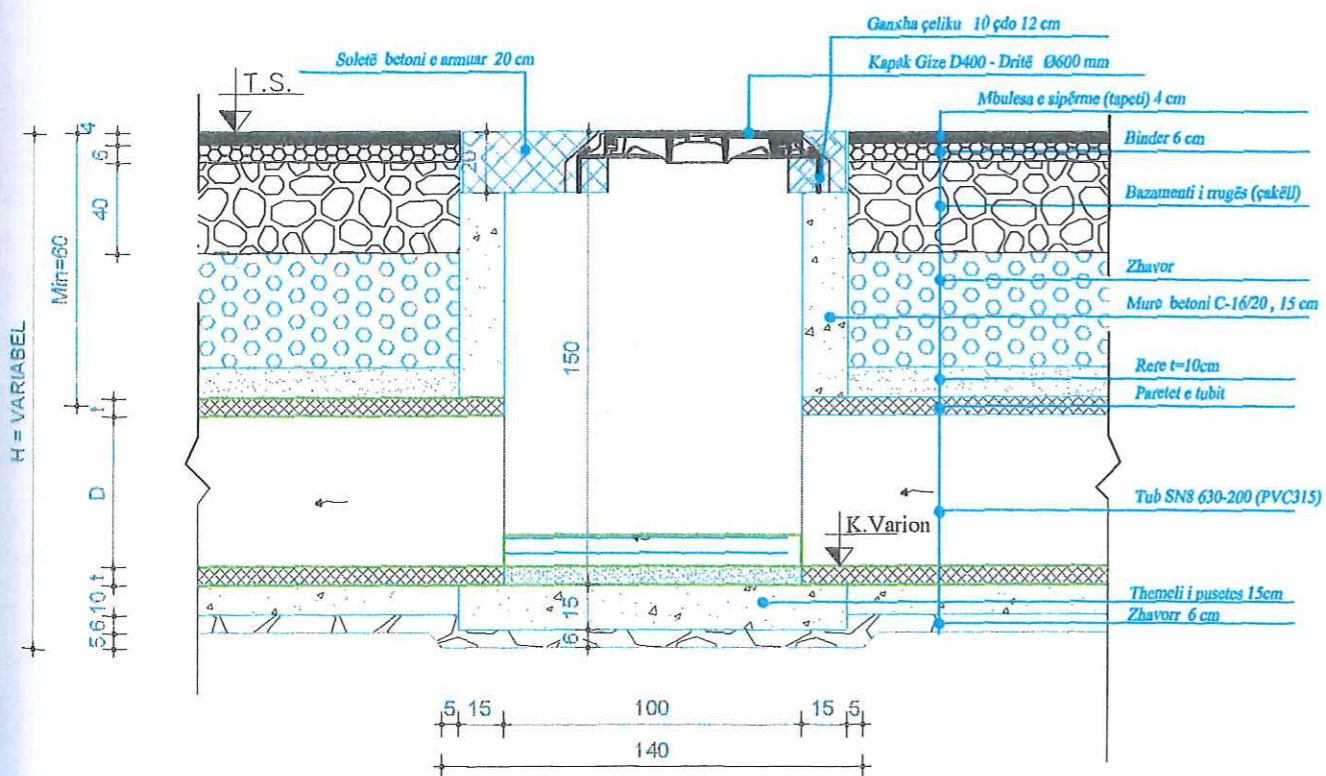 Ganxha çeliku 10 çdo 12 cm
Soletë betoni e armuar 20 cm
Kapak Gize D400 - Dritë Ø600 mm
T.S.
Mbulesa e sipërme (tapeti) 4 cm
4
Binder 6 cm
6
20
40
Bazamenti i rrugës (çakëll)
Min=60
Zhavor
Mure betoni C-16/20 , 15 cm
150
H = VARIABEL
Rere t=10cm
t
Paretet e tubit
D
Tub SN8 630-200 (PVC315)
K.Varion
t
10
15
Themeli i pusetes 15cm
6
Zhavorr 6 cm
5
6
5 15 100 15 5
140